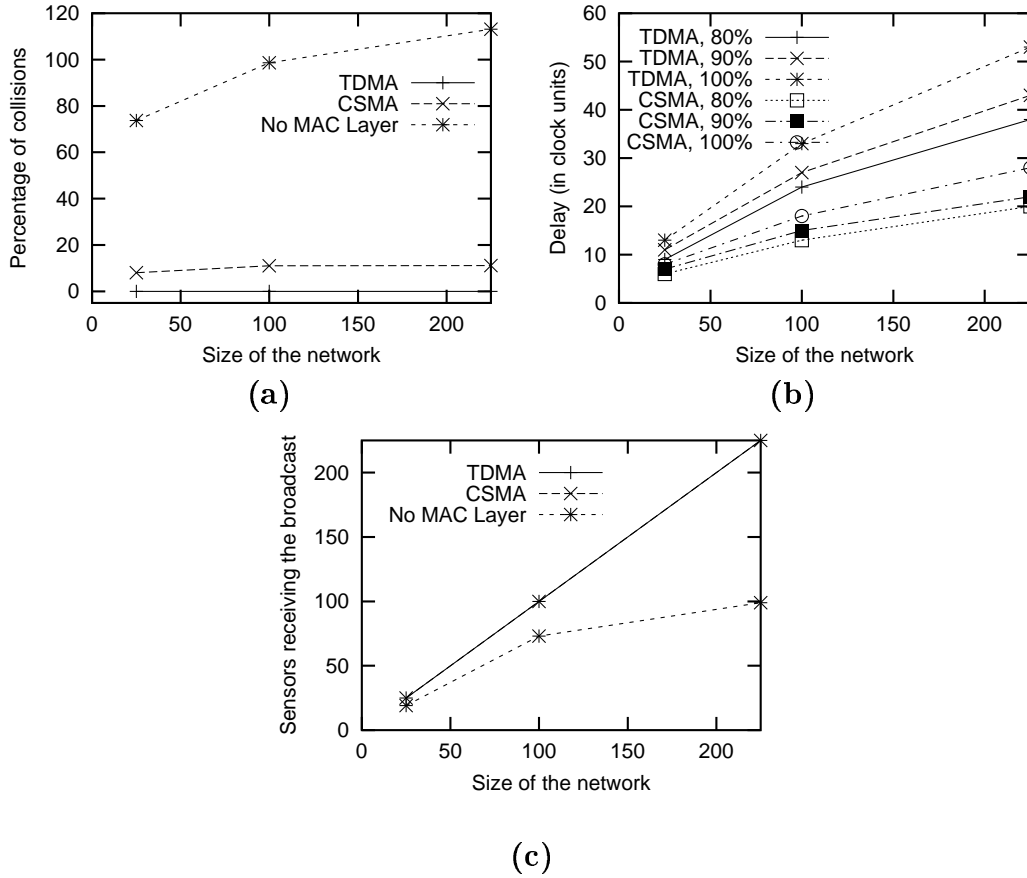 Percentage of collisions
120
100
80
60
40
20
0
TDMA
CSMA
No MAC Layer
0 50 100 150 200
Size of the network
(a)
Delay (in clock units)
60
50
40
30
20
10
0
TDMA, 80%
TDMA, 90%
TDMA, 100%
CSMA, 80%
CSMA, 90%
CSMA, 100%
0 50 100 150 200
Size of the network
(b)
Sensors receiving the broadcast
200
150
100
50
0
TDMA
CSMA
No MAC Layer
0 50 100 150 200
Size of the network
(c)